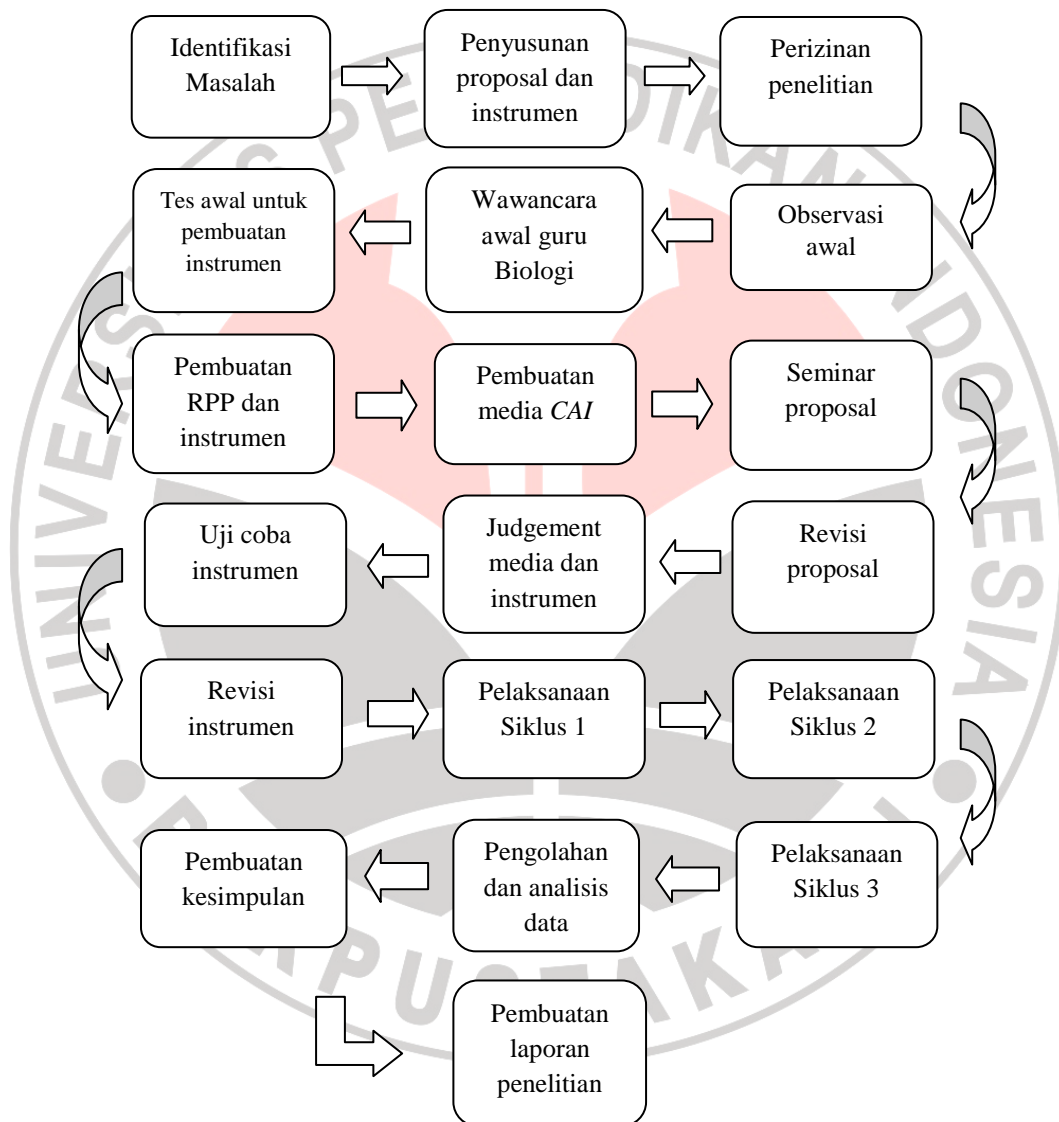 Identifikasi
Masalah
Penyusunan
proposal dan
instrumen
Perizinan
penelitian
Observasi
awal
Wawancara
awal guru
Biologi
Tes awal untuk
pembuatan
instrumen
Pembuatan
RPP dan
instrumen
Pembuatan
media CAI
Seminar
proposal
Revisi
proposal
Judgement
media dan
instrumen
Uji coba
instrumen
Revisi
instrumen
Pelaksanaan
Siklus 1
Pelaksanaan
Siklus 2
Pelaksanaan
Siklus 3
Pengolahan
dan analisis
data
Pembuatan
kesimpulan
Pembuatan
laporan
penelitian